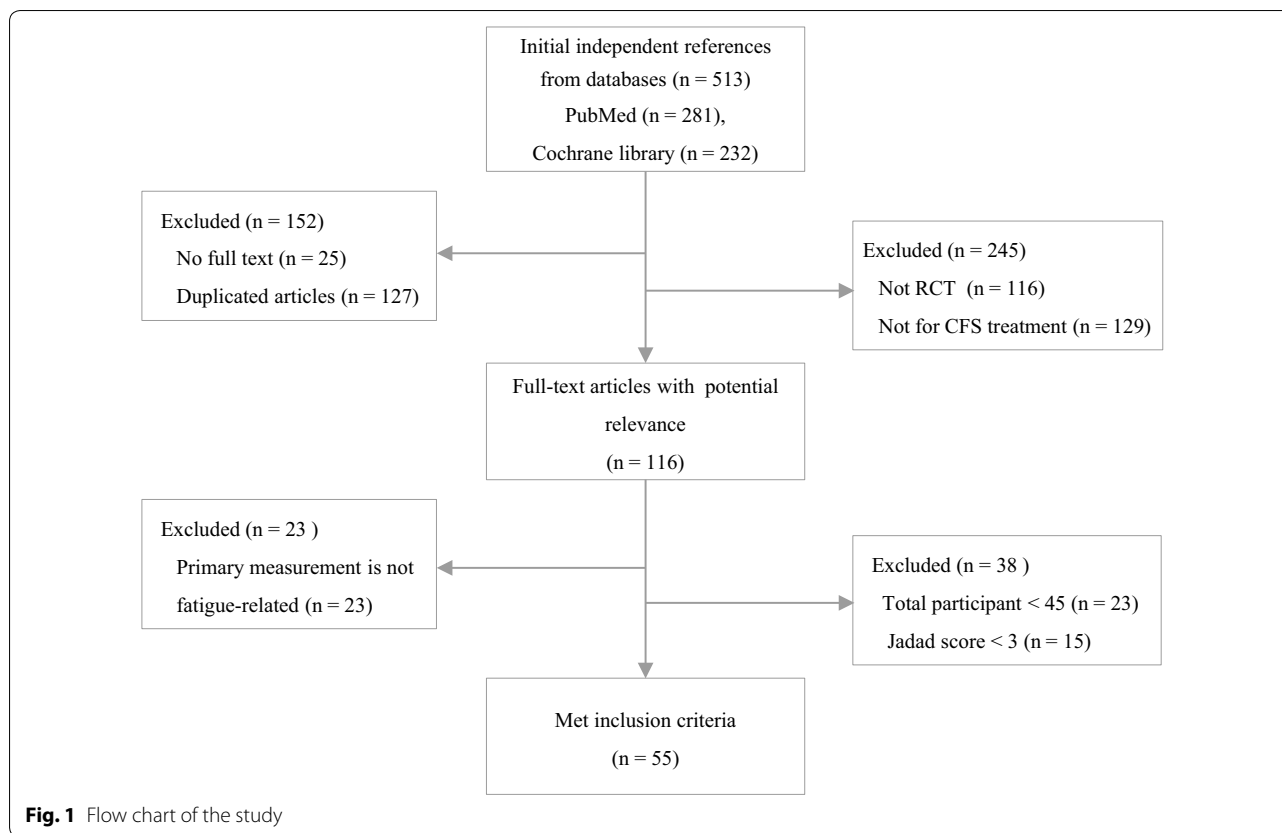 Initial independent references
from databases (n = 513)
PubMed (n = 281),
Cochrane library (n = 232)
Excluded (n = 152)
No full text (n = 25)
Duplicated articles (n = 127)
Excluded (n = 245)
Not RCT (n = 116)
Not for CFS treatment (n = 129)
Full-text articles with potential
relevance
(n = 116)
Excluded (n = 23 )
Primary measurement is not
fatigue-related (n = 23)
Excluded (n = 38 )
Total participant < 45 (n = 23)
Jadad score < 3 (n = 15)
Met inclusion criteria
(n = 55)
Fig. 1 Flow chart of the study